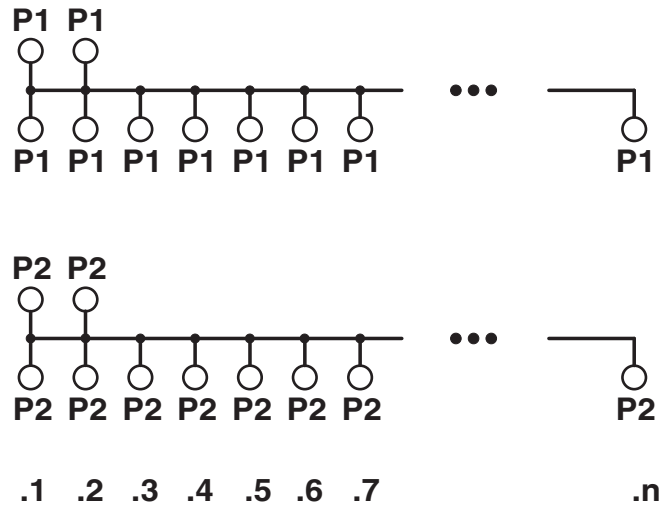 P1 P1
P1 P1 P1 P1 P1 P1 P1 P1
P2 P2
P2 P2 P2 P2 P2 P2 P2 P2
.1 .2 .3 .4 .5 .6 .7 .n